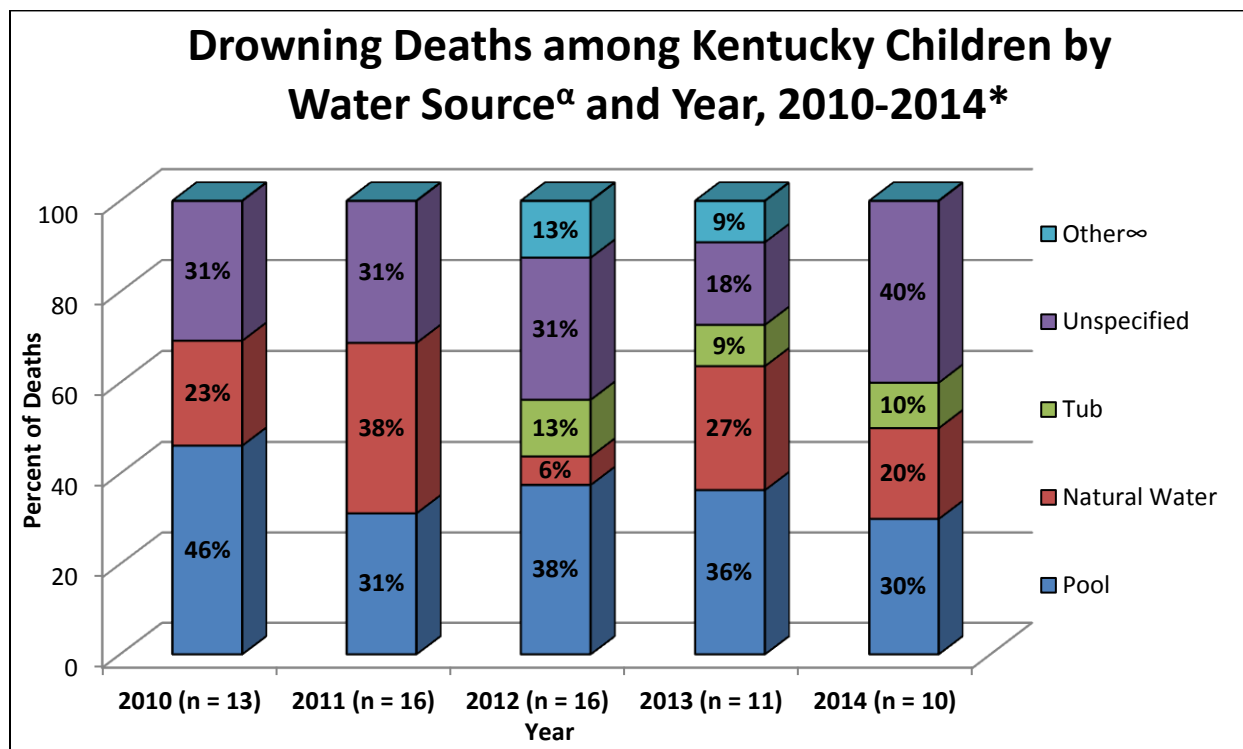 Drowning Deaths among Kentucky Children by
Water Sourceᵅ and Year, 2010-2014*
Percent of Deaths
100
80
60
40
20
0
31%
23%
46%
31%
38%
31%
13%
31%
13%
6%
38%
9%
18%
9%
27%
36%
40%
10%
20%
30%
2010 (n = 13)
2011 (n = 16)
2012 (n = 16)
2013 (n = 11)
2014 (n = 10)
Year
Other∞
Unspecified
Tub
Natural Water
Pool